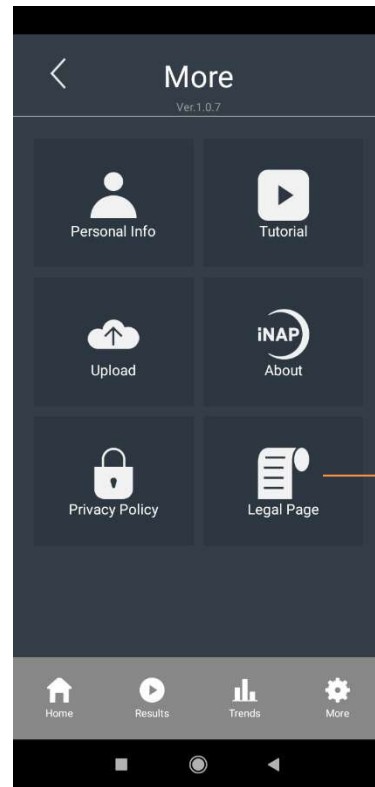 More
Ver.1.0.7
Personal Info
Tutorial
Upload
iNAP
About
Privacy Policy
Legal Page
Home
Results
Trends
More